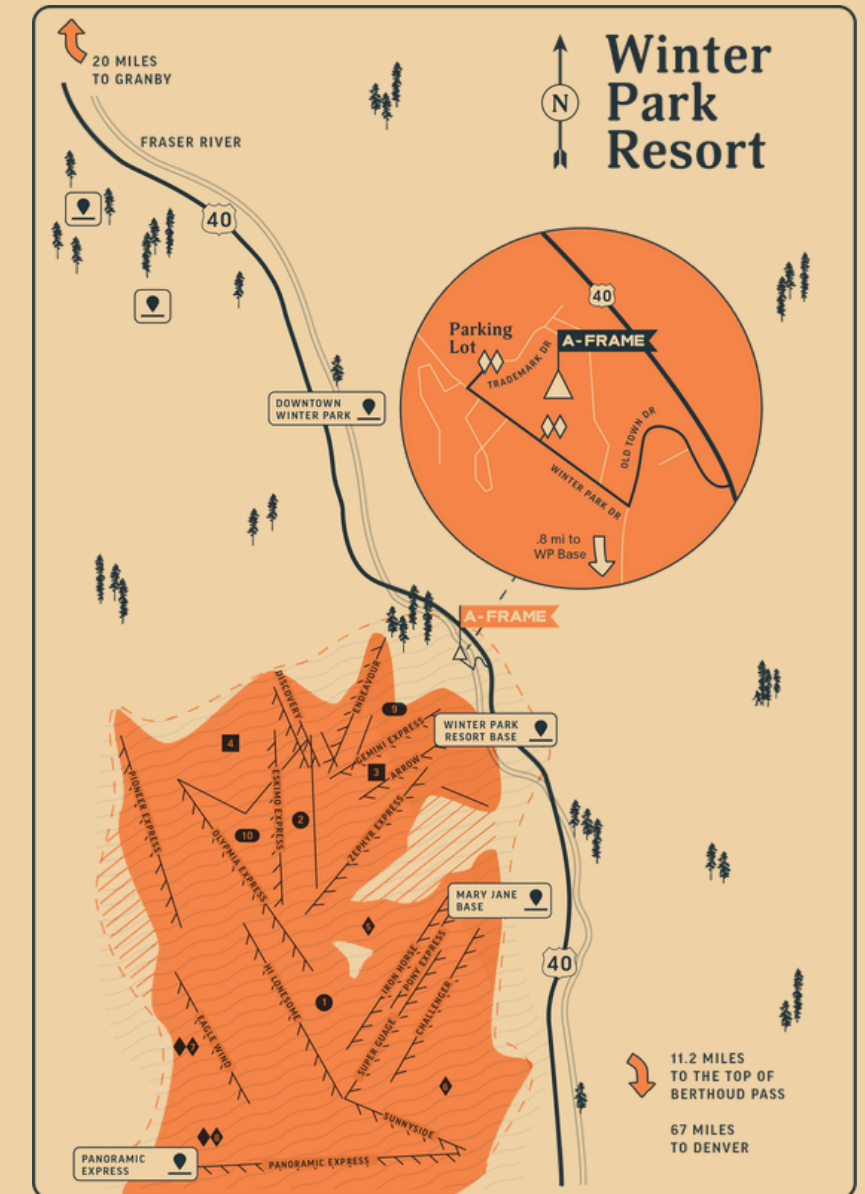 20 MILES
TO GRANBY
Winter
Park
Resort
N
FRASER RIVER
40
40
Parking
Lot
A-FRAME
TRADEMARK DR
DOWNTOWN
WINTER PARK
OLD TOWN DR
WINTER PARK DR
.8 mi to
WP Base
A-FRAME
DISCOVERY
ENDEAVOUR
9
WINTER PARK
RESORT BASE
4
GEMINI EXPRESS
3
ARROW
PIONEER EXPRESS
ESKIMO EXPRESS
2
10
OLYMPIA EXPRESS
ZEPHYR EXPRESS
MARY JANE
BASE
5
IRON HORSE
PONY EXPRESS
40
HI LONESOME
1
CHALLENGER
SUPER GUAGE
EAGLE WIND
7
6
11.2 MILES
TO THE TOP OF
BERTHOUD PASS
67 MILES
TO DENVER
SUNNYSIDE
8
PANORAMIC
EXPRESS
PANORAMIC EXPRESS